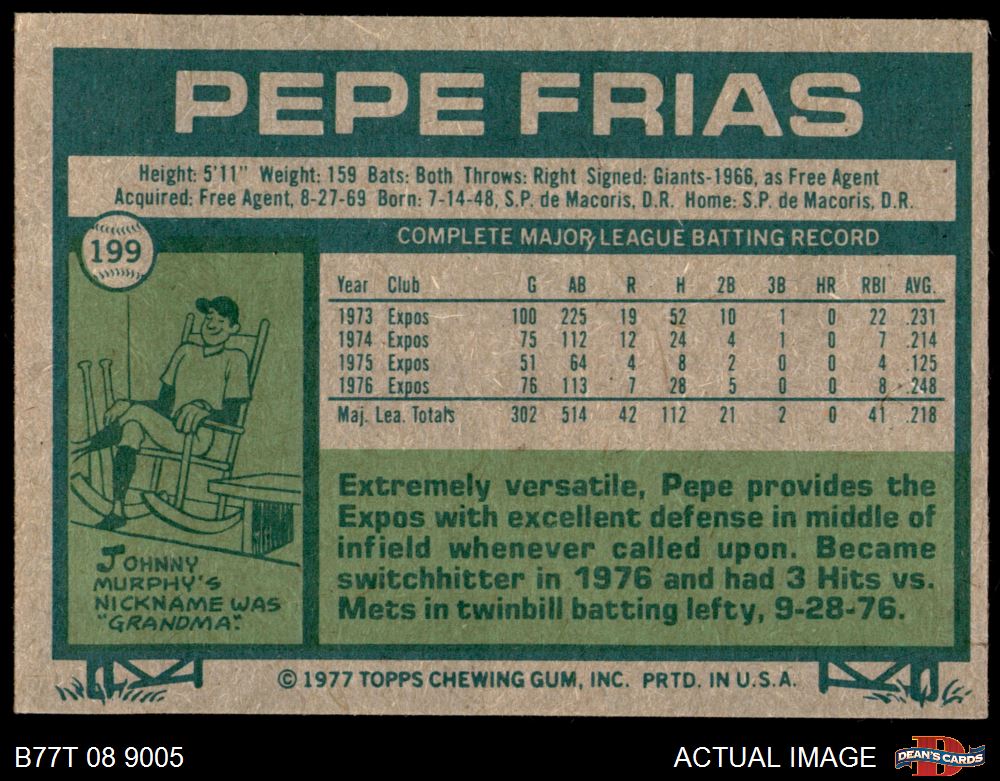 PEPE FRIAS
Height: 5'11" Weight: 159 Bats: Both Throws: Right Signed: Giants-1966, as Free Agent
Acquired: Free Agent, 8-27-69 Born: 7-14-48, S.P. de Macoris, D.R. Home: S.P. de Macoris, D.R.
199
COMPLETE MAJOR LEAGUE BATTING RECORD
Year Club G AB R H 2B 3B HR RBI AVG.
1973 Expos 100 225 19 52 10 1 0 22 .231
1974 Expos 75 112 12 24 4 1 0 7 .214
1975 Expos 51 64 4 8 2 0 0 4 .125
1976 Expos 76 113 7 28 5 0 0 8 .248
Maj. Lea. Totals 302 514 42 112 21 2 0 41 .218
JOHNNY
MURPHY'S
NICKNAME WAS
"GRANDMA".
Extremely versatile, Pepe provides the
Expos with excellent defense in middle of
infield whenever called upon. Became
switchhitter in 1976 and had 3 Hits vs.
Mets in twinbill batting lefty, 9-28-76.
© 1977 TOPPS CHEWING GUM, INC. PRTD. IN U.S.A.
B77T 08 9005
ACTUAL IMAGE
D
DEAN'S CARDS